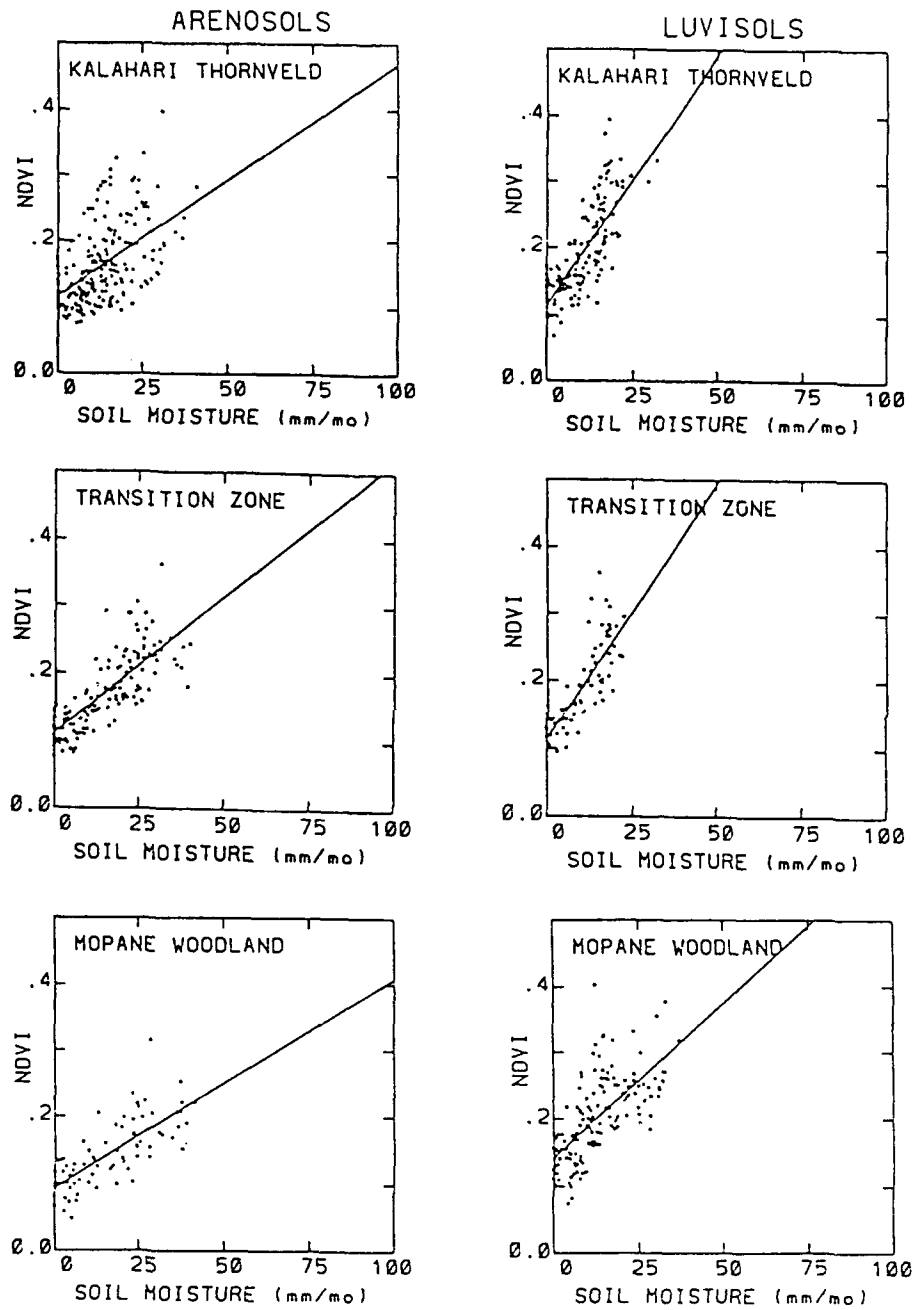 ARENOSOLS
KALAHARI THORNVELD
.4
.2
0.0
NDVI
0 25 50 75 100
SOIL MOISTURE (mm/mo)
LUVISOLS
KALAHARI THORNVELD
.4
.2
0.0
NDVI
0 25 50 75 100
SOIL MOISTURE (mm/mo)
TRANSITION ZONE
.4
.2
0.0
NDVI
0 25 50 75 100
SOIL MOISTURE (mm/mo)
TRANSITION ZONE
.4
.2
0.0
NDVI
0 25 50 75 100
SOIL MOISTURE (mm/mo)
MOPANE WOODLAND
.4
.2
0.0
NDVI
0 25 50 75 100
SOIL MOISTURE (mm/mo)
MOPANE WOODLAND
.4
.2
0.0
NDVI
0 25 50 75 100
SOIL MOISTURE (mm/mo)